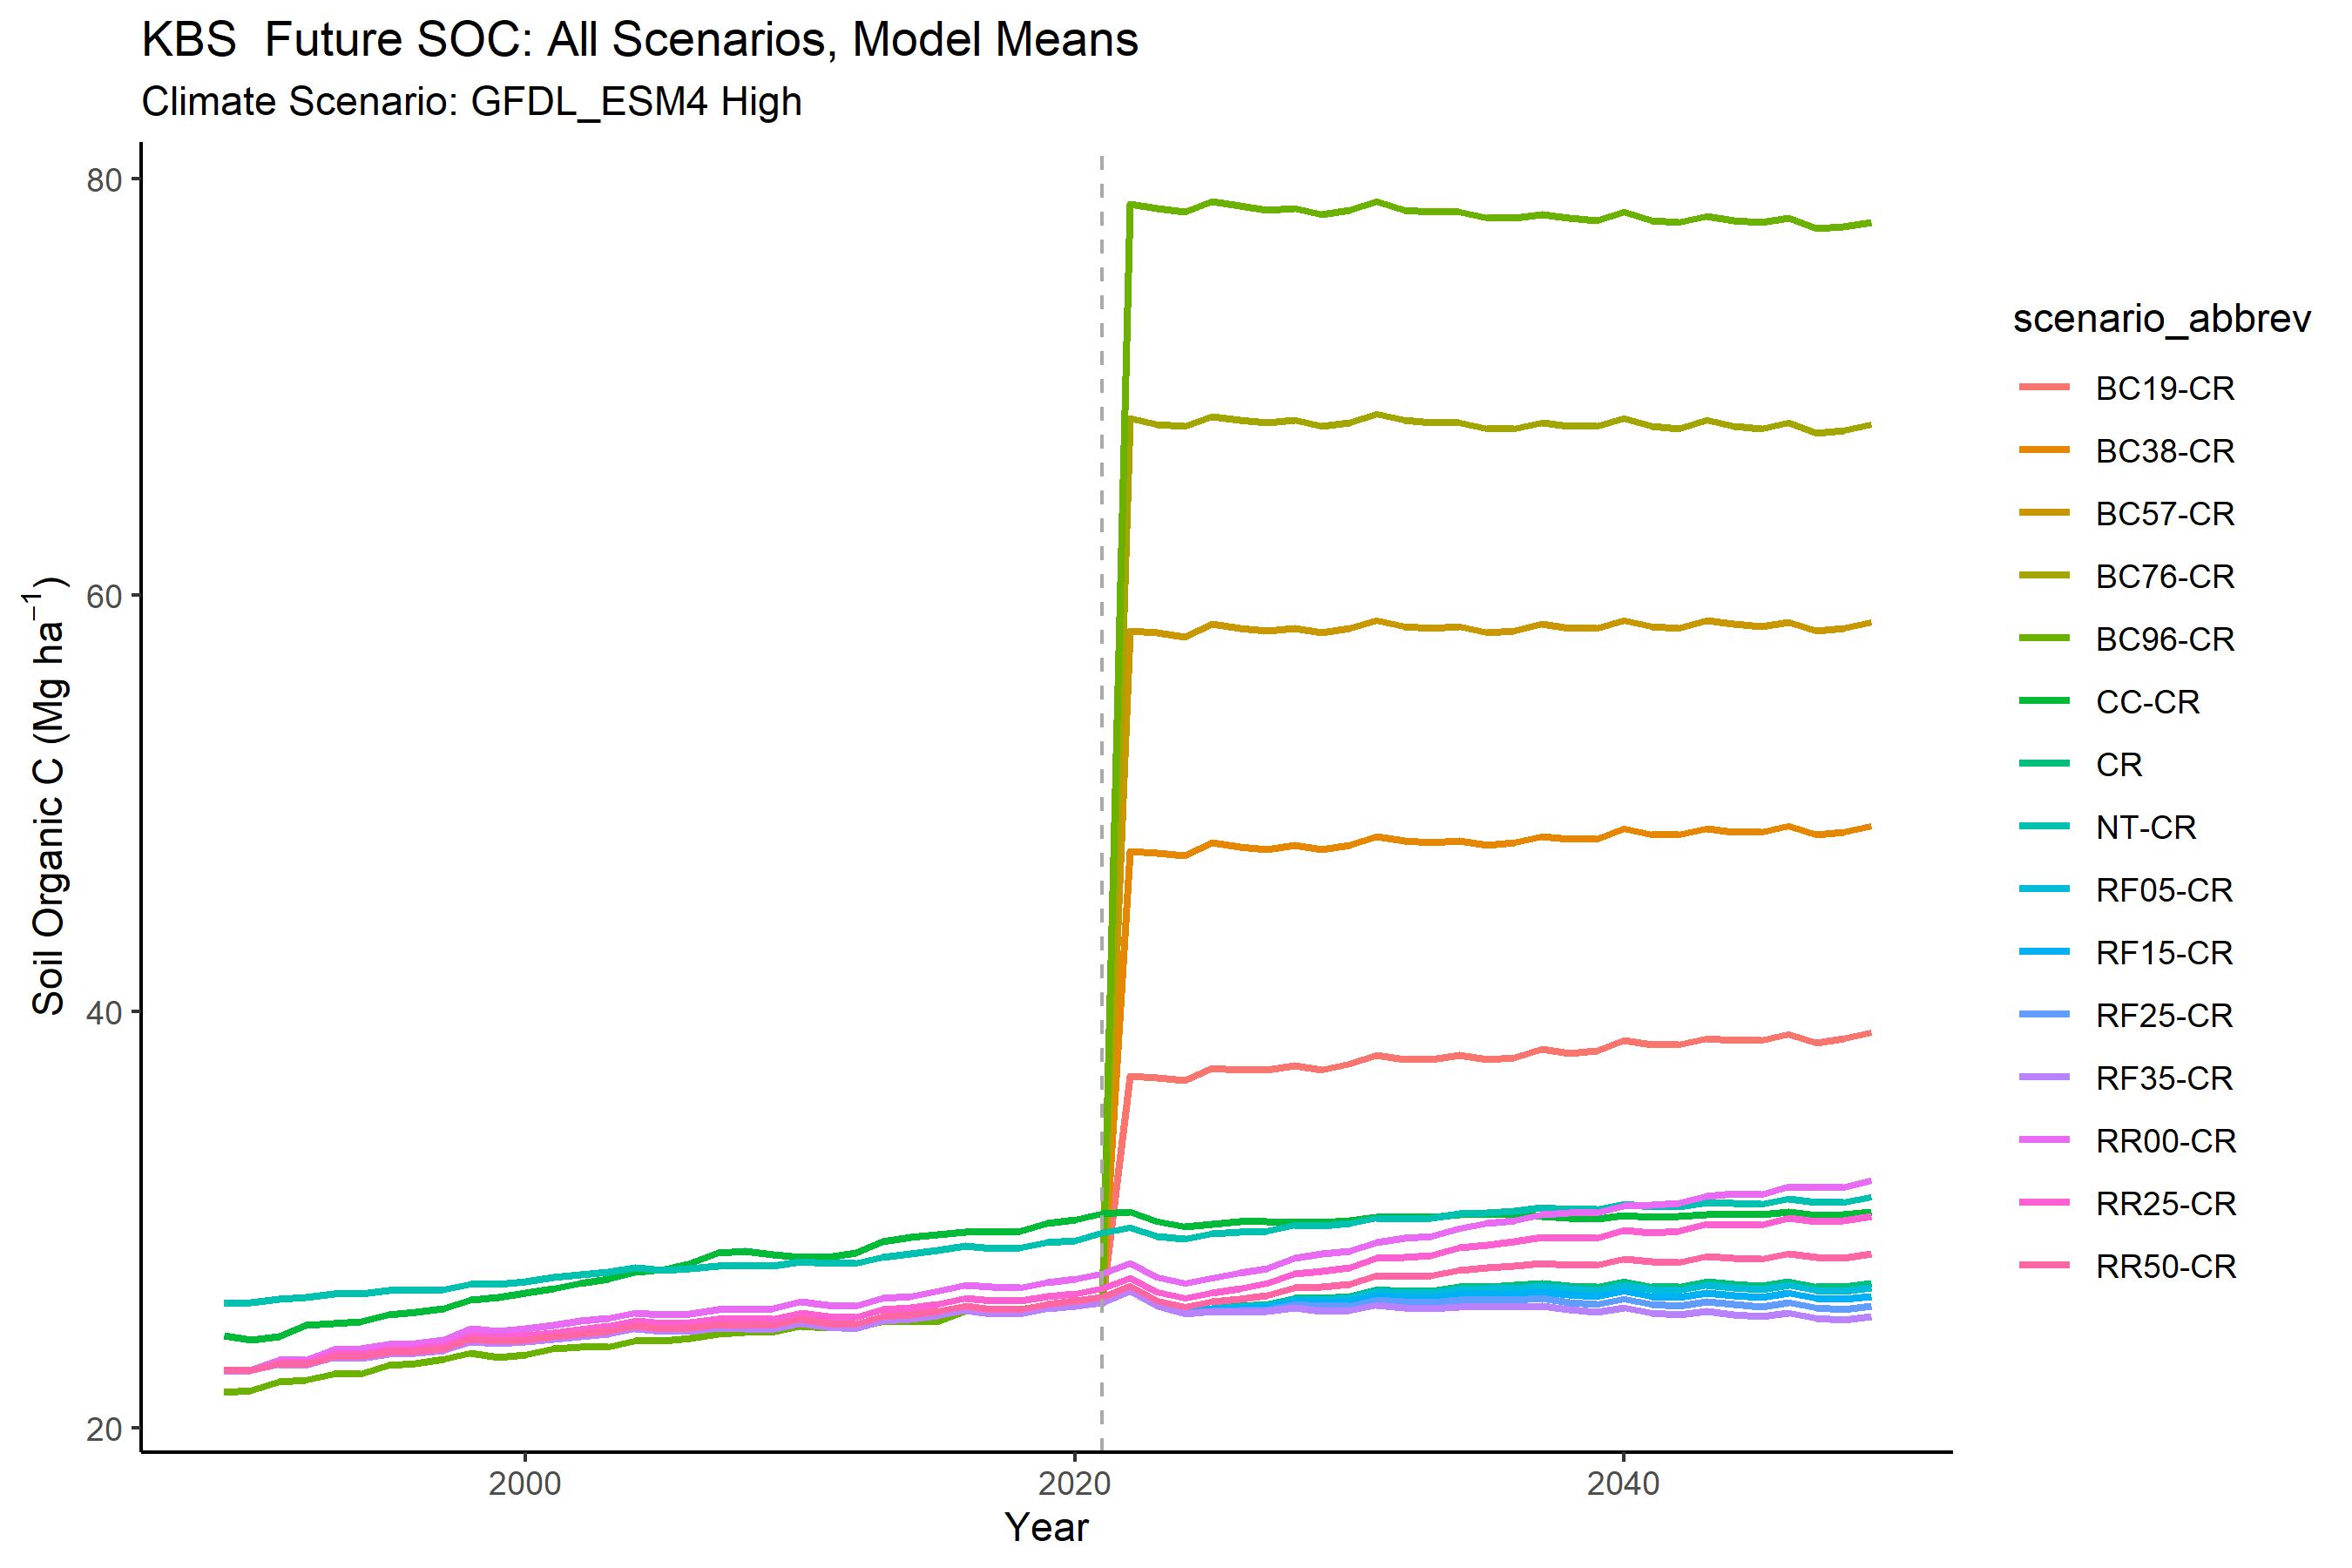 KBS  Future SOC: All Scenarios, Model Means
Climate Scenario: GFDL_ESM4 High
Soil Organic C (Mg ha⁻¹)
80
60
40
20
2000
2020
2040
Year
scenario_abbrev
BC19-CR
BC38-CR
BC57-CR
BC76-CR
BC96-CR
CC-CR
CR
NT-CR
RF05-CR
RF15-CR
RF25-CR
RF35-CR
RR00-CR
RR25-CR
RR50-CR